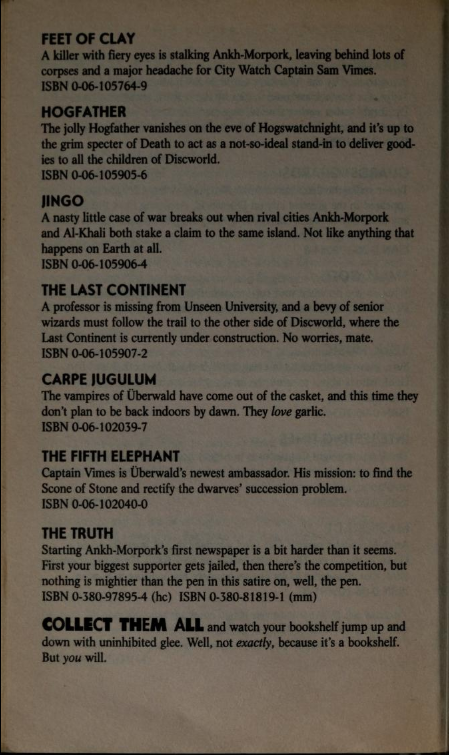 FEET OF CLAY
A killer with fiery eyes is stalking Ankh-Morpork, leaving behind lots of
corpses and a major headache for City Watch Captain Sam Vimes.
ISBN 0-06-105764-9
HOGFATHER
The jolly Hogfather vanishes on the eve of Hogswatchnight, and it's up to
the grim specter of Death to act as a not-so-ideal stand-in to deliver good-
ies to all the children of Discworld.
ISBN 0-06-105905-6
JINGO
A nasty little case of war breaks out when rival cities Ankh-Morpork
and Al-Khali both stake a claim to the same island. Not like anything that
happens on Earth at all.
ISBN 0-06-105906-4
THE LAST CONTINENT
A professor is missing from Unseen University, and a bevy of senior
wizards must follow the trail to the other side of Discworld, where the
Last Continent is currently under construction. No worries, mate.
ISBN 0-06-105907-2
CARPE JUGULUM
The vampires of Überwald have come out of the casket, and this time they
don't plan to be back indoors by dawn. They love garlic.
ISBN 0-06-102039-7
THE FIFTH ELEPHANT
Captain Vimes is Überwald's newest ambassador. His mission: to find the
Scone of Stone and rectify the dwarves' succession problem.
ISBN 0-06-102040-0
THE TRUTH
Starting Ankh-Morpork's first newspaper is a bit harder than it seems.
First your biggest supporter gets jailed, then there's the competition, but
nothing is mightier than the pen in this satire on, well, the pen.
ISBN 0-380-97895-4 (hc) ISBN 0-380-81819-1 (mm)
COLLECT THEM ALL and watch your bookshelf jump up and
down with uninhibited glee. Well, not exactly, because it's a bookshelf.
But you will.